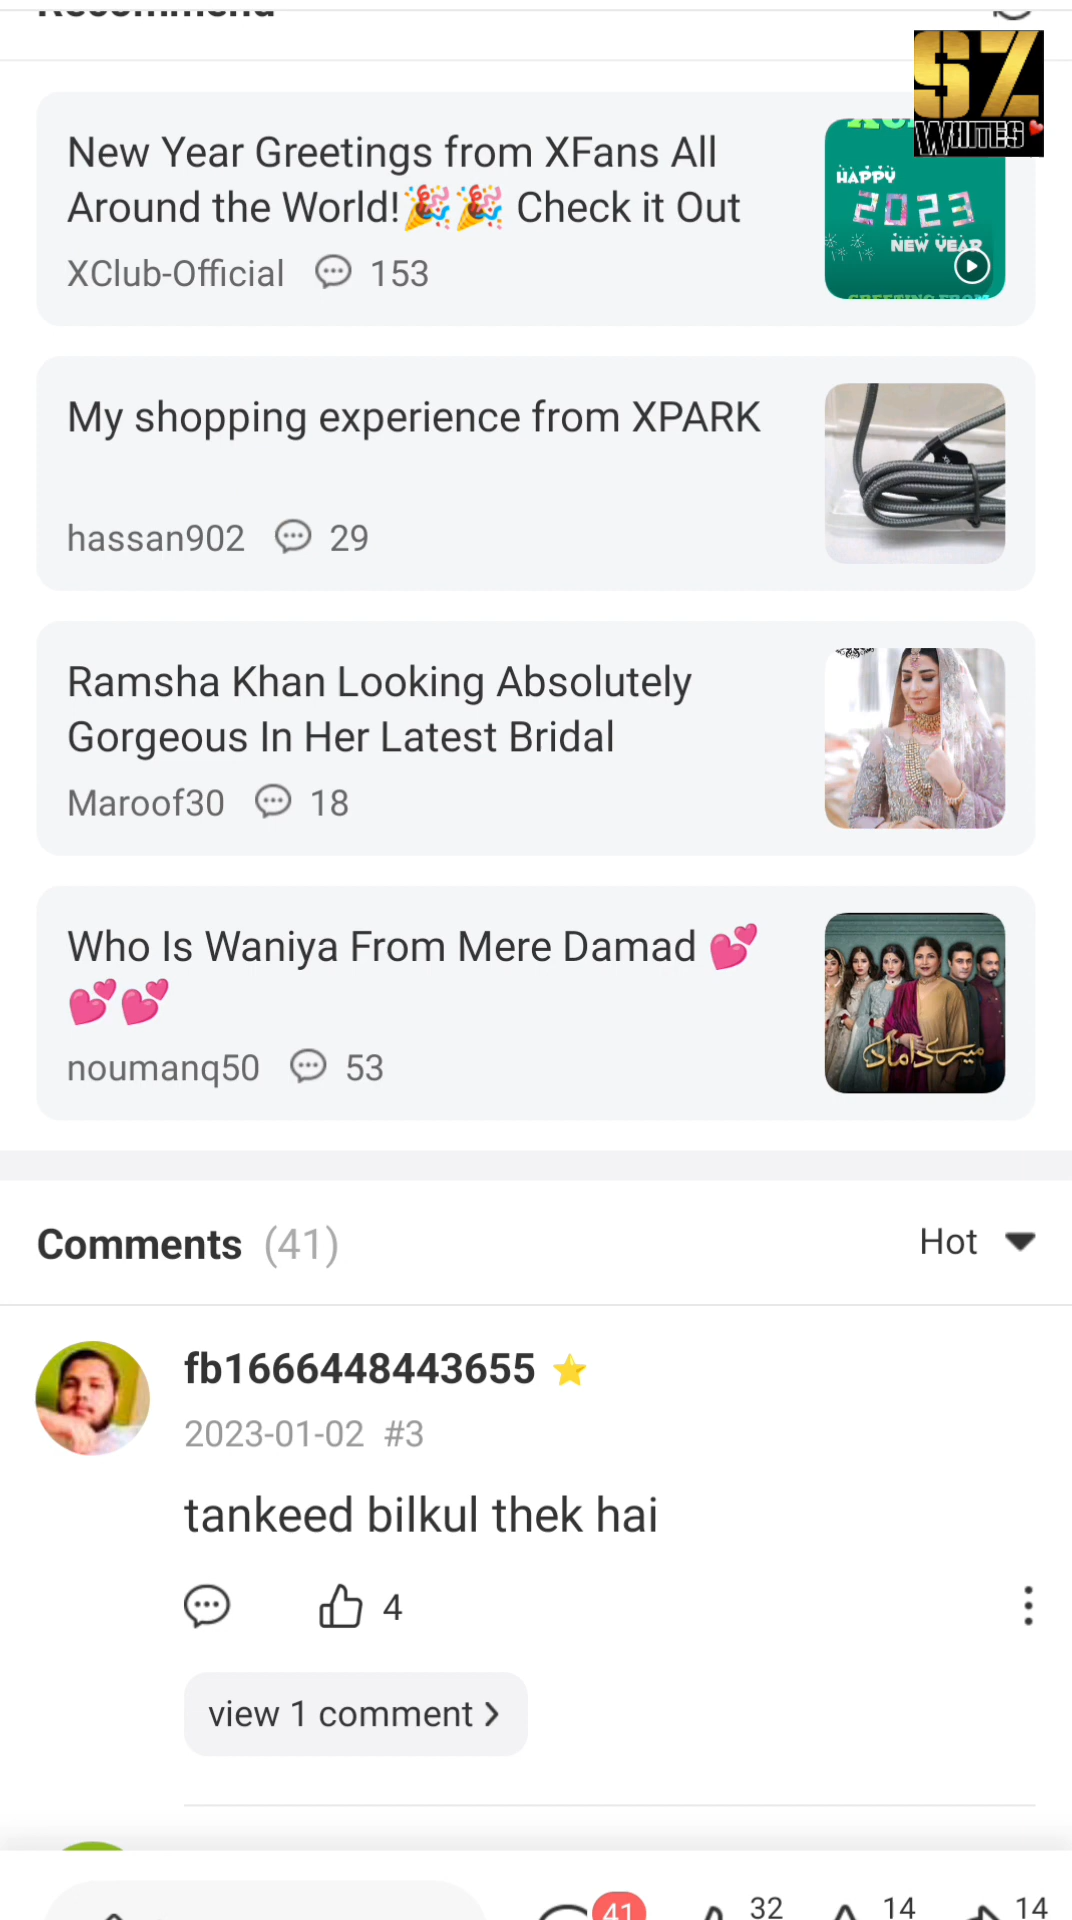 Recommend
SZ
WRITES
New Year Greetings from XFans All
Around the World!🎉🎉 Check it Out
XClub-Official 153
HAPPY
2023
NEW YEAR
GREETING FROM
My shopping experience from XPARK
hassan902 29
Ramsha Khan Looking Absolutely
Gorgeous In Her Latest Bridal
Maroof30 18
Who Is Waniya From Mere Damad 💕
💕💕
noumanq50 53
میرے داماد
Comments (41)
Hot
fb1666448443655 ⭐
2023-01-02 #3
tankeed bilkul thek hai
4
view 1 comment >
41 32 14 14